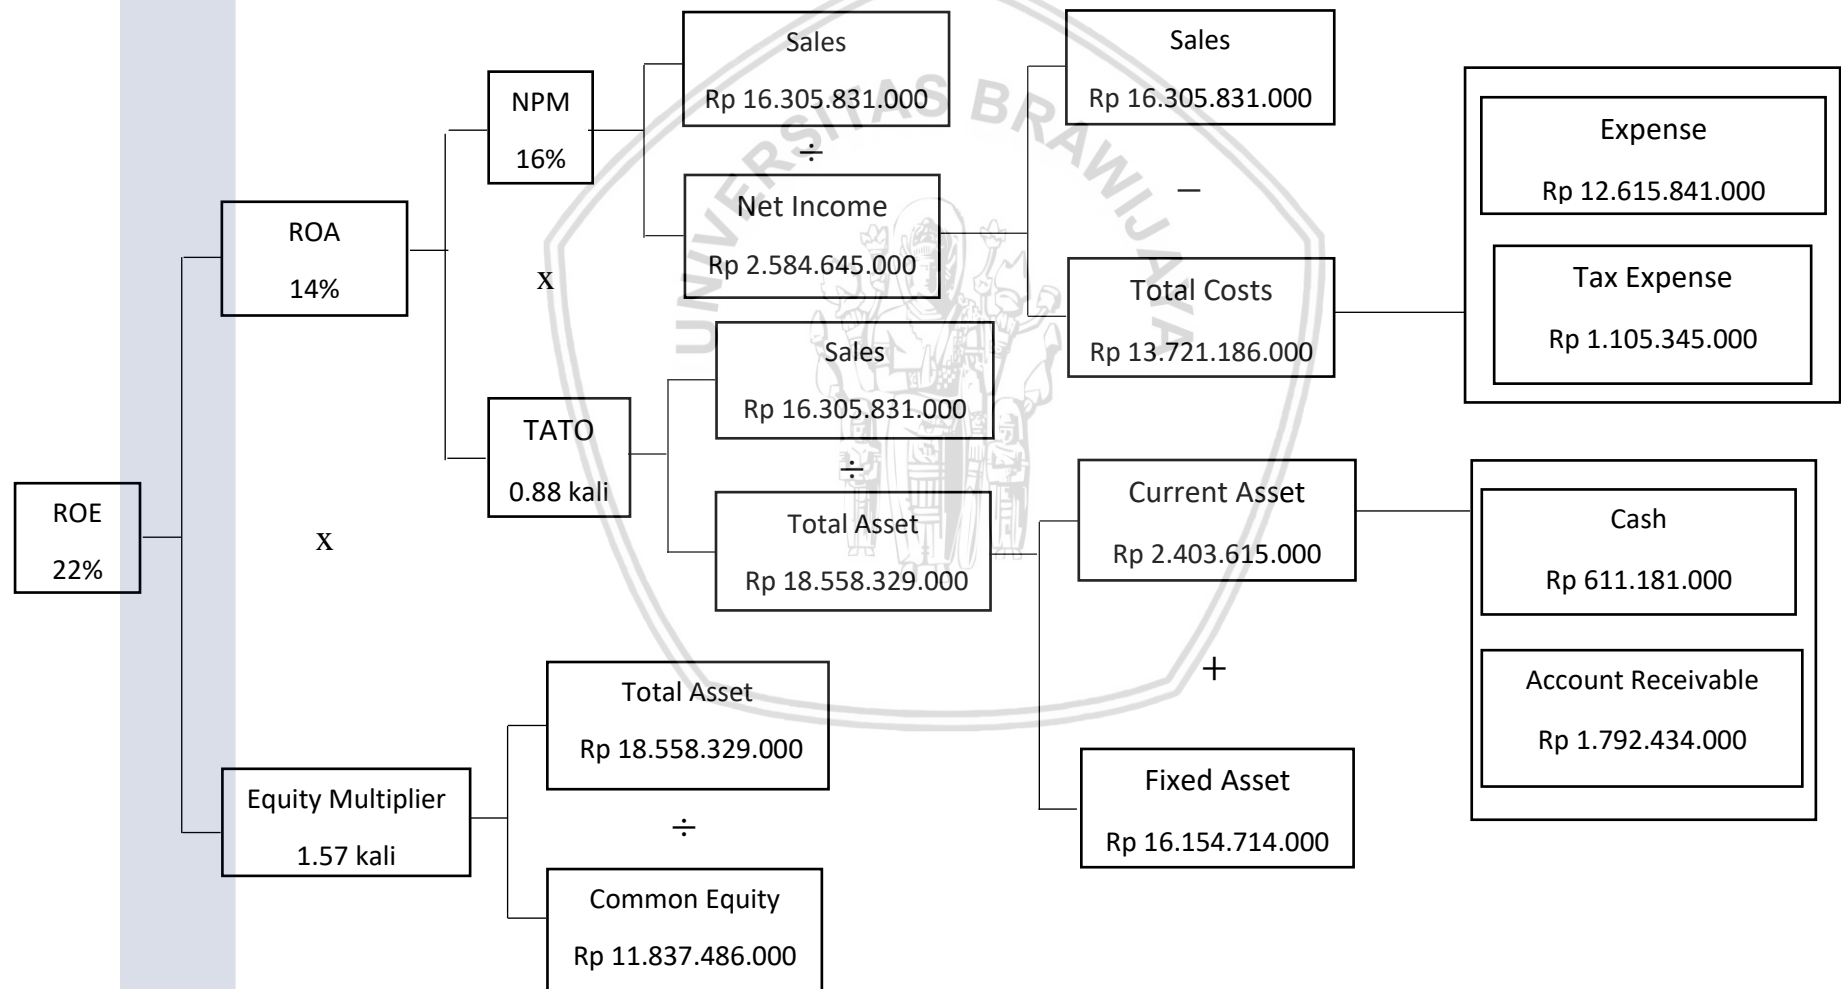 Sales
Rp 16.305.831.000
÷
Net Income
Rp 2.584.645.000
Sales
Rp 16.305.831.000
–
Total Costs
Rp 13.721.186.000
Expense
Rp 12.615.841.000
Tax Expense
Rp 1.105.345.000
NPM
16%
x
TATO
0.88 kali
ROA
14%
x
ROE
22%
Sales
Rp 16.305.831.000
÷
Total Asset
Rp 18.558.329.000
Current Asset
Rp 2.403.615.000
+
Fixed Asset
Rp 16.154.714.000
Cash
Rp 611.181.000
Account Receivable
Rp 1.792.434.000
Equity Multiplier
1.57 kali
Total Asset
Rp 18.558.329.000
÷
Common Equity
Rp 11.837.486.000
UNIVERSITAS BRAWIJAYA